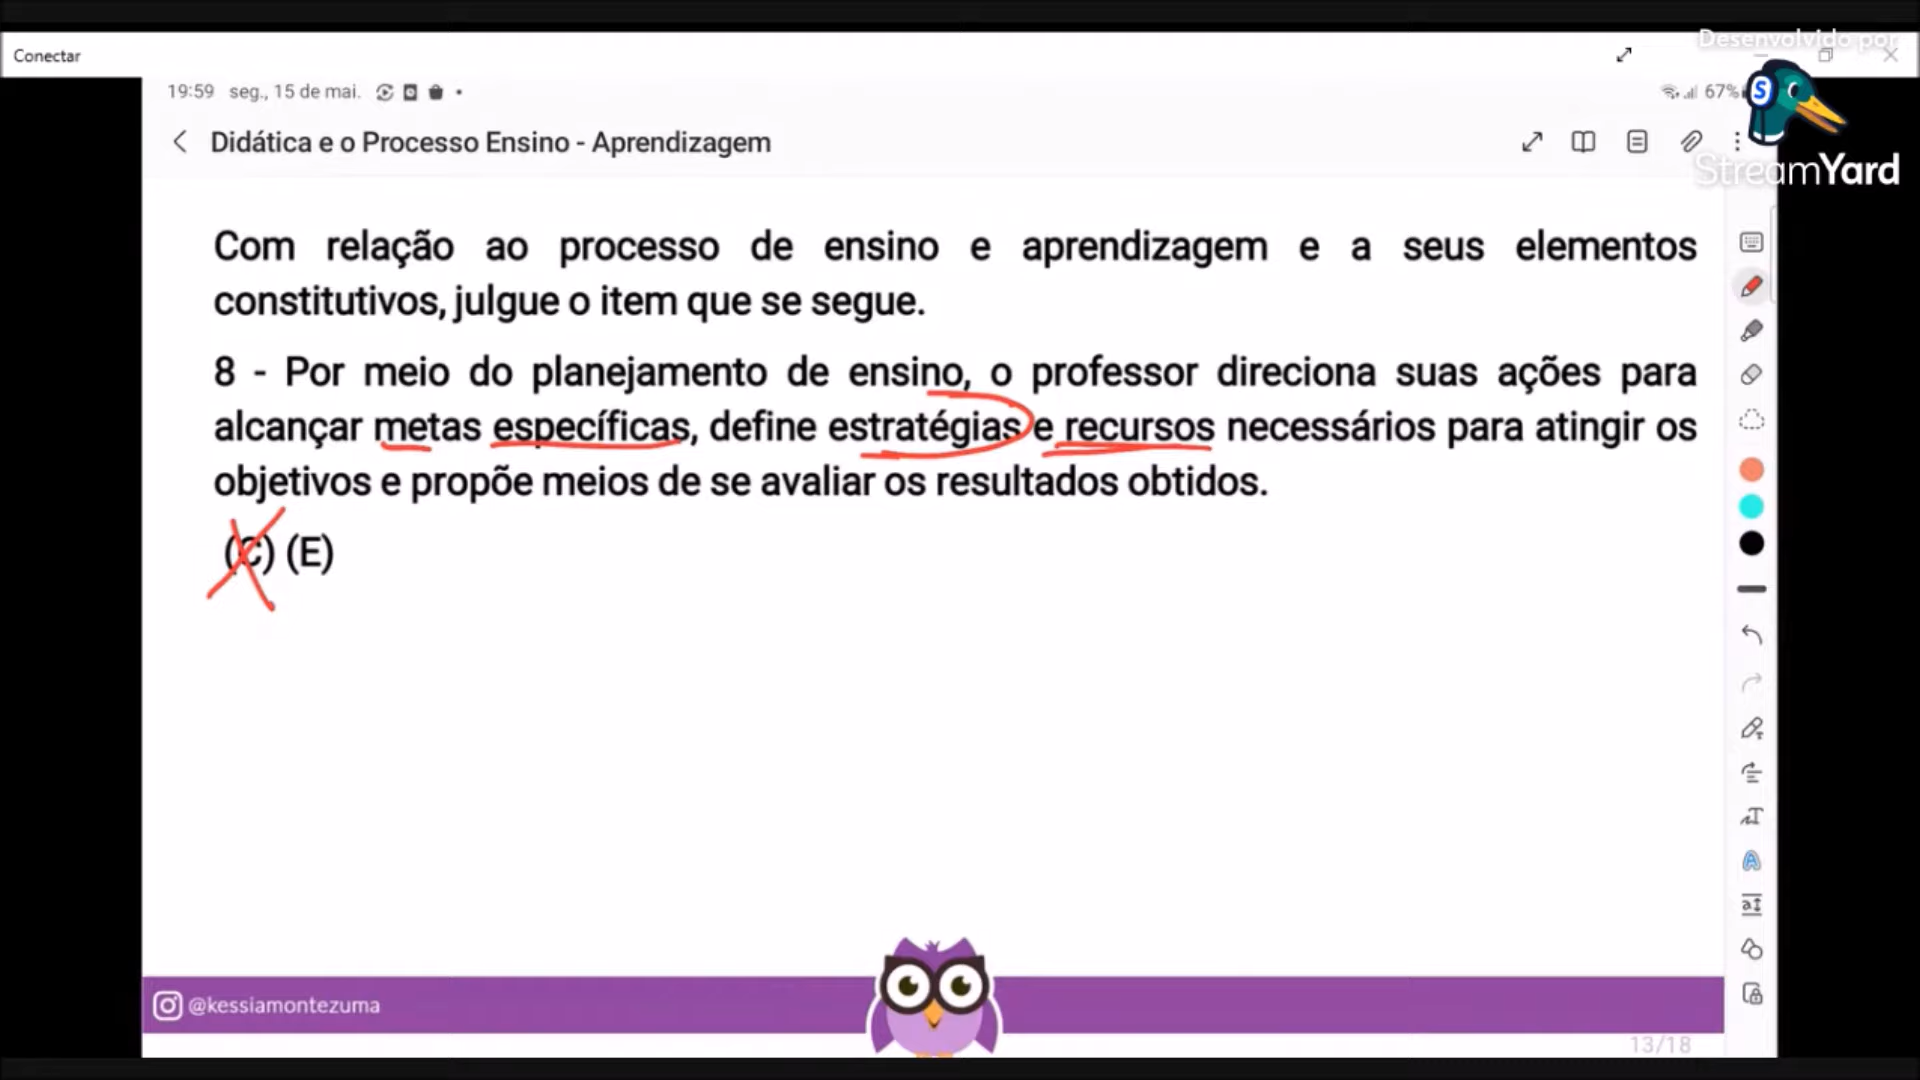 Desenvolvido por
Conectar
19:59 seg., 15 de mai.
67%
S
StreamYard
Didática e o Processo Ensino - Aprendizagem
Com relação ao processo de ensino e aprendizagem e a seus elementos
constitutivos, julgue o item que se segue.
8 - Por meio do planejamento de ensino, o professor direciona suas ações para
alcançar metas específicas, define estratégias e recursos necessários para atingir os
objetivos e propõe meios de se avaliar os resultados obtidos.
(C) (E)
@kessiamontezuma
13/18